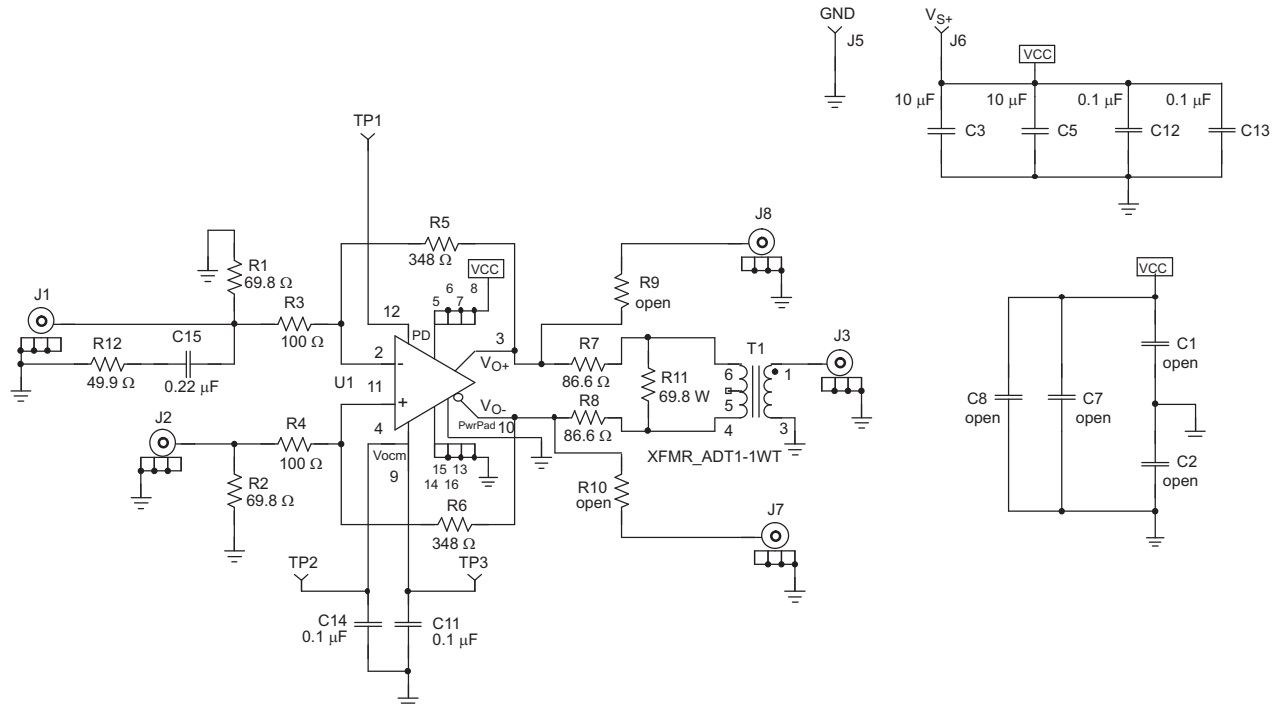 GND
J5
VS+
J6
VCC
10 µF
C3
10 µF
C5
0.1 µF
C12
0.1 µF
C13
TP1
J8
R5
348 Ω
VCC
6 8
5 7
R1
69.8 Ω
R9
open
J1
R3
100 Ω
12
PD
3
VO+
R7
86.6 Ω
T1
J3
C15
R12
49.9 Ω
0.22 µF
2
-
U1
11
+
R11
69.8 W
6
5
4
1
3
VO-
PwrPad
10
R8
86.6 Ω
XFMR_ADT1-1WT
J2
R4
100 Ω
4
Vocm
9
15 13
14 16
R2
69.8 Ω
R6
348 Ω
R10
open
J7
TP2
TP3
C14
0.1 µF
C11
0.1 µF
VCC
C1
open
C8
open
C7
open
C2
open